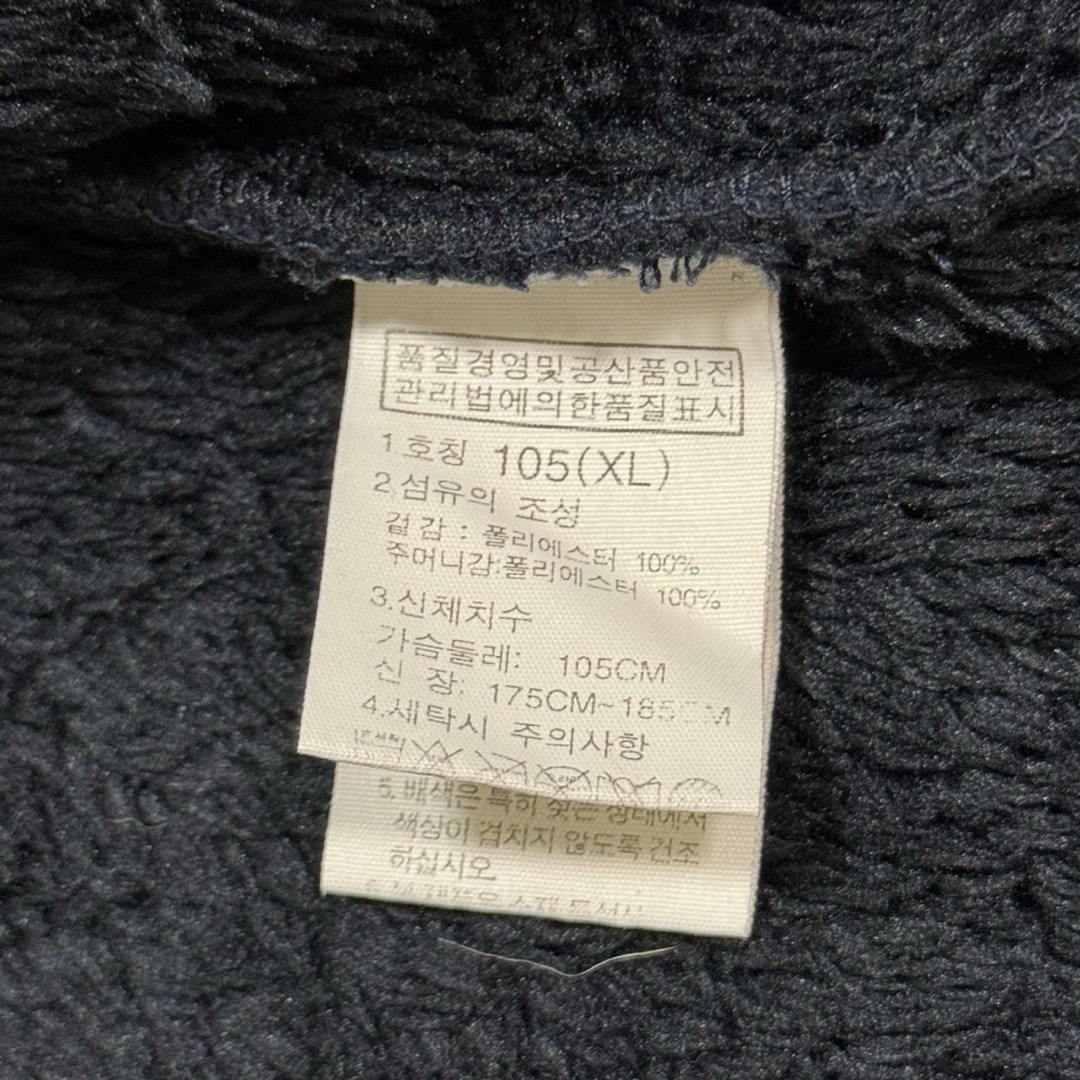 품질경영및공산품안전
관리법에의한품질표시
1.호칭 105(XL)
2.섬유의 조성
겉감 : 폴리에스터 100%
주머니감:폴리에스터 100%
3.신체치수
가슴둘레: 105CM
신 장: 175CM~185CM
4.세탁시 주의사항
5. 배색은 특히 젖은 상태에서
색상이 겹치지 않도록 건조
하십시오